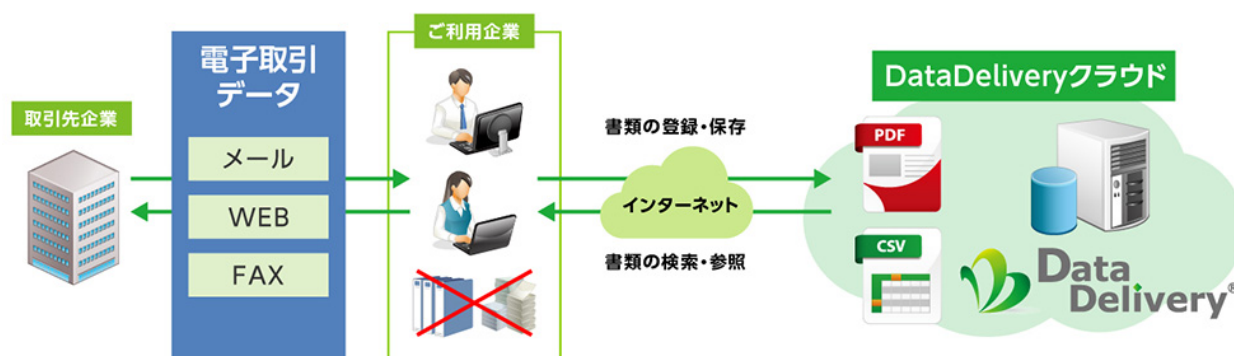 取引先企業
電子取引
データ
メール
WEB
FAX
ご利用企業
書類の登録・保存
インターネット
書類の検索・参照
DataDeliveryクラウド
PDF
CSV
Data
Delivery®